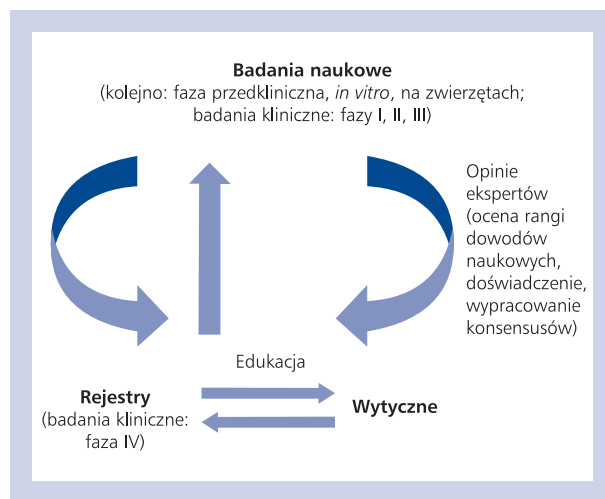 Badania naukowe
(kolejno: faza przedkliniczna, in vitro, na zwierzętach;
badania kliniczne: fazy I, II, III)
Opinie
ekspertów
(ocena rangi
dowodów
naukowych,
doświadczenie,
wypracowanie
konsensusów)
Edukacja
Rejestry
(badania kliniczne:
faza IV)
Wytyczne